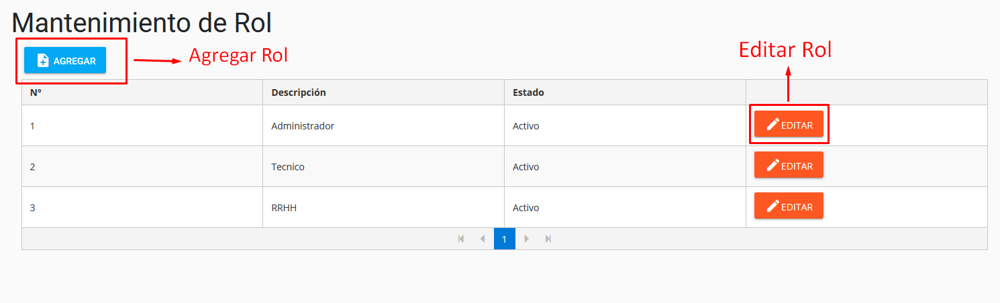 Mantenimiento de Rol
AGREGAR
Agregar Rol
Editar Rol
Nº Descripción Estado
1 Administrador Activo EDITAR
2 Tecnico Activo EDITAR
3 RRHH Activo EDITAR
1